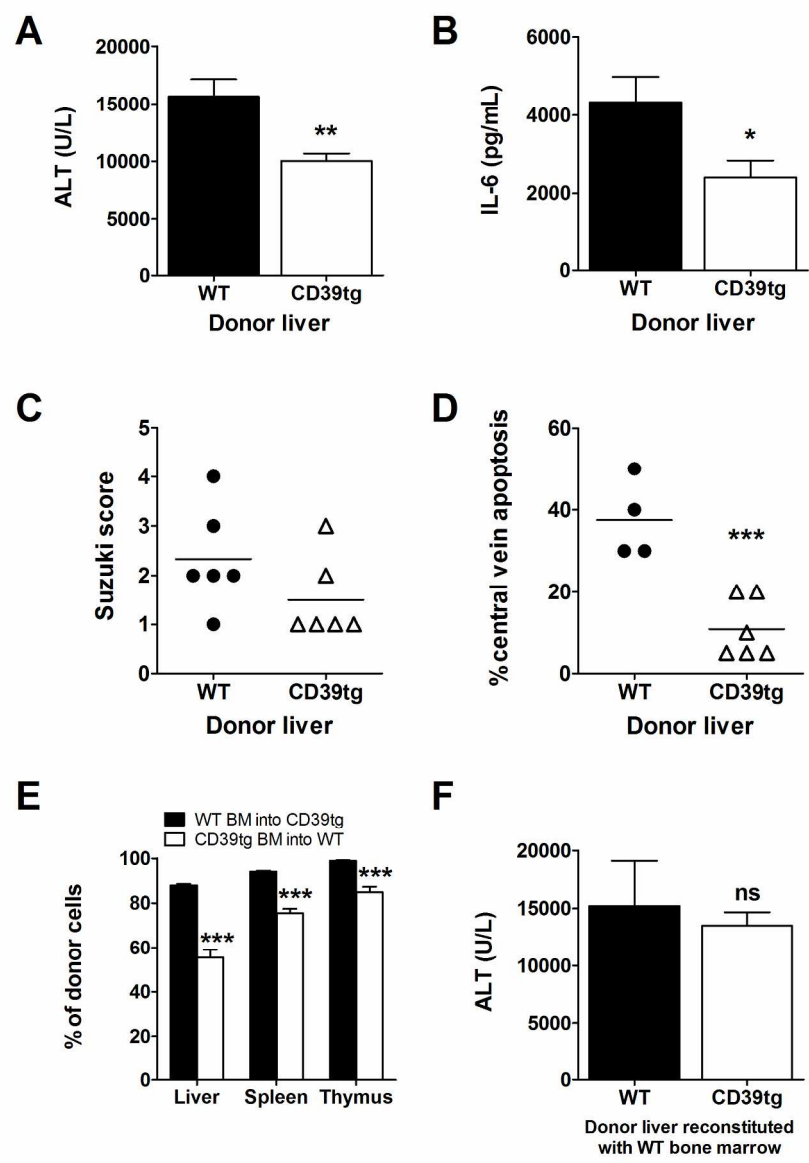 A
ALT (U/L)
20000
15000
10000
5000
0
**
WT CD39tg
Donor liver
B
IL-6 (pg/mL)
6000
4000
2000
0
*
WT CD39tg
Donor liver
C
Suzuki score
5
4
3
2
1
0
WT CD39tg
Donor liver
D
% central vein apoptosis
60
40
20
0
***
WT CD39tg
Donor liver
E
WT BM into CD39tg
CD39tg BM into WT
% of donor cells
100
80
60
40
20
0
***
***
***
Liver Spleen Thymus
F
ALT (U/L)
20000
15000
10000
5000
0
ns
WT CD39tg
Donor liver reconstituted
with WT bone marrow